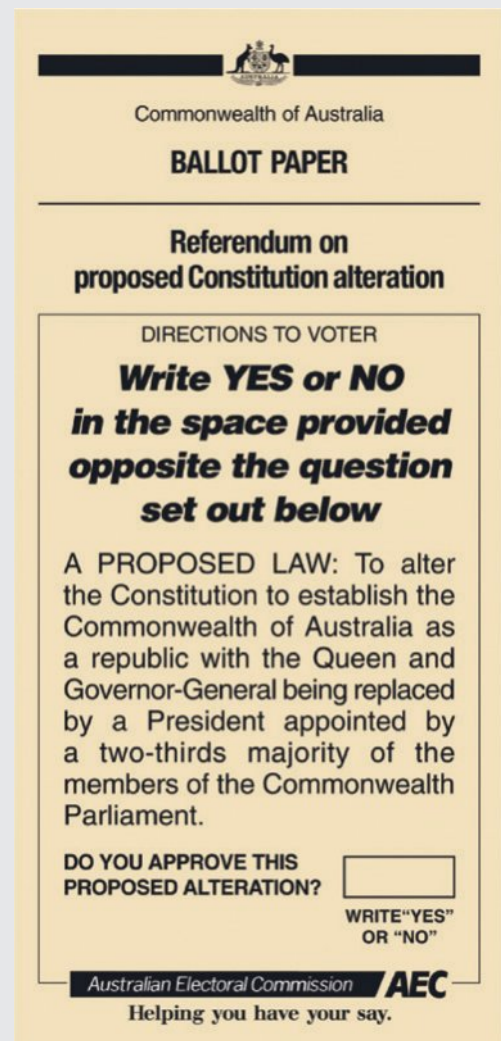 AUSTRALIA
Commonwealth of Australia
BALLOT PAPER
Referendum on
proposed Constitution alteration
DIRECTIONS TO VOTER
Write YES or NO
in the space provided
opposite the question
set out below
A PROPOSED LAW: To alter
the Constitution to establish the
Commonwealth of Australia as
a republic with the Queen and
Governor-General being replaced
by a President appointed by
a two-thirds majority of the
members of the Commonwealth
Parliament.
DO YOU APPROVE THIS
PROPOSED ALTERATION?
WRITE“YES”
OR “NO”
Australian Electoral Commission AEC
Helping you have your say.